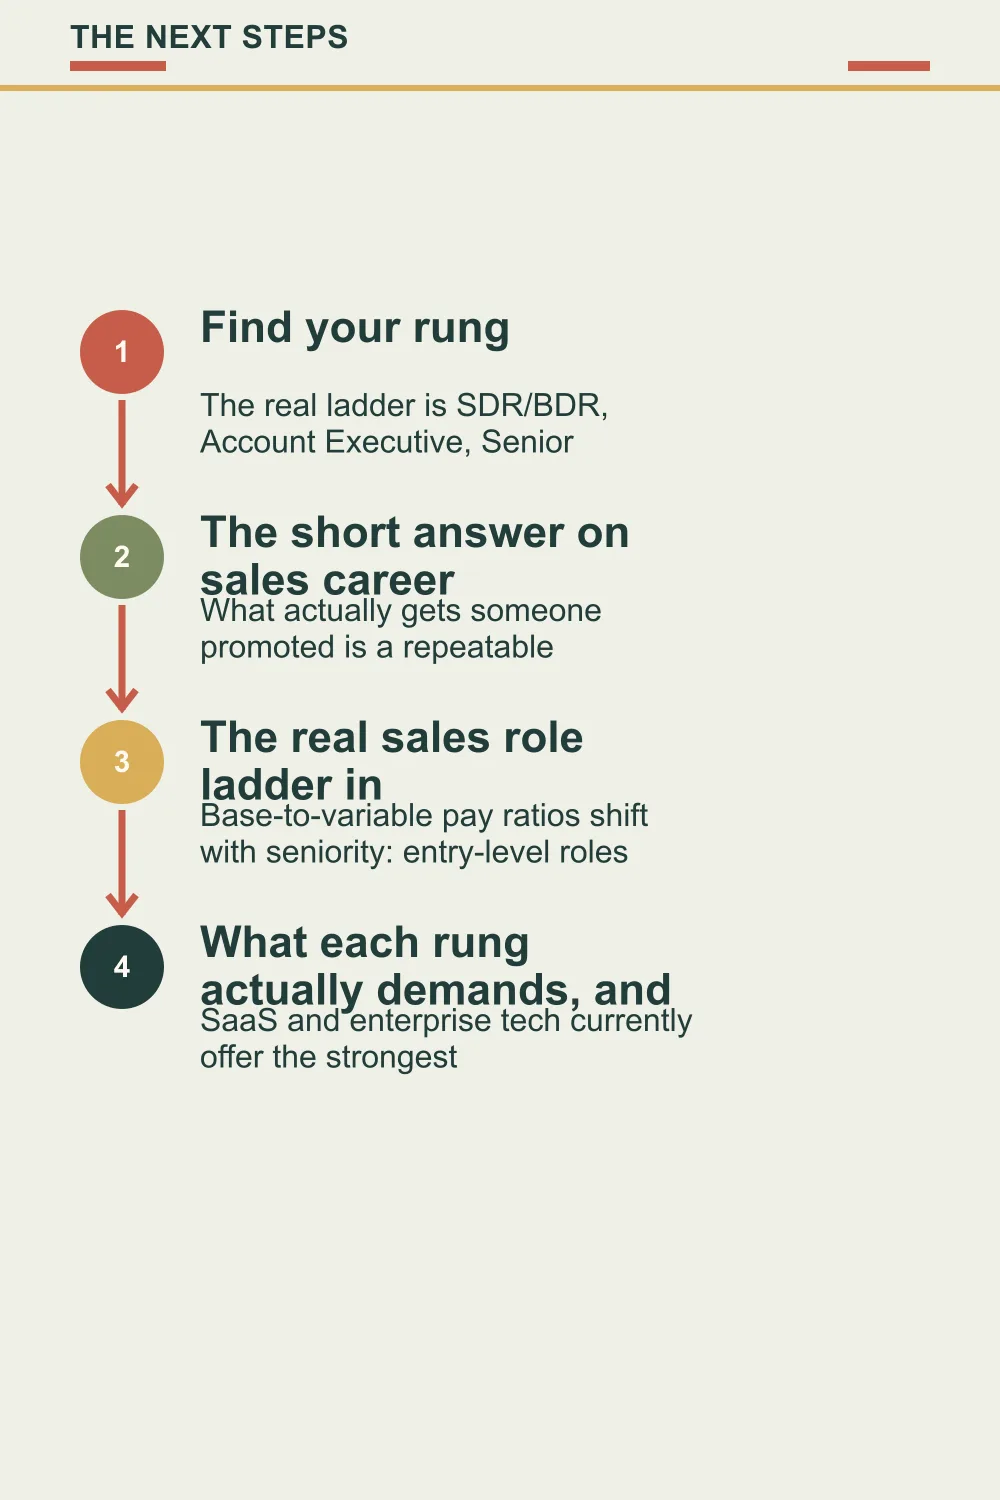 THE NEXT STEPS
1
Find your rung
The real ladder is SDR/BDR,
Account Executive, Senior
2
The short answer on
sales career
What actually gets someone
promoted is a repeatable
3
The real sales role
ladder in
Base-to-variable pay ratios shift
with seniority: entry-level roles
4
What each rung
actually demands, and
SaaS and enterprise tech currently
offer the strongest